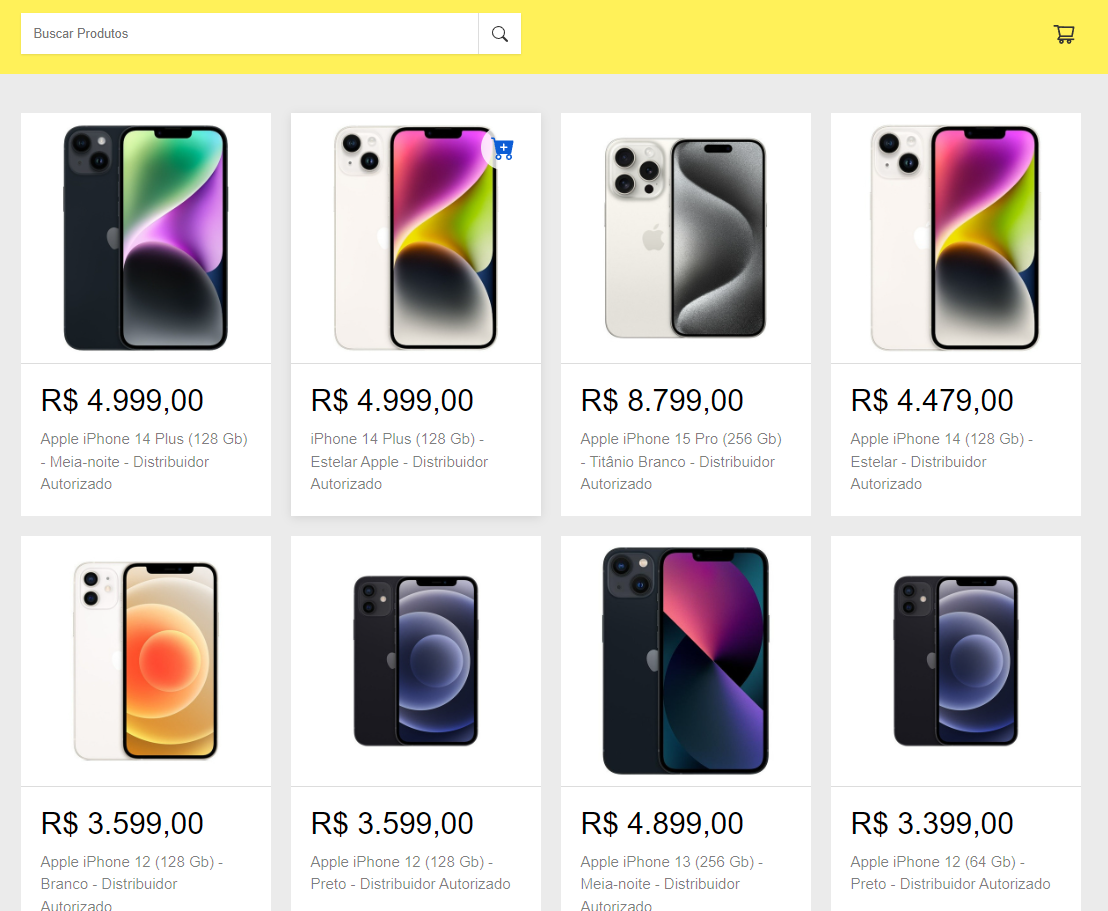 Buscar Produtos
R$ 4.999,00
Apple iPhone 14 Plus (128 Gb)
- Meia-noite - Distribuidor
Autorizado
R$ 4.999,00
iPhone 14 Plus (128 Gb) -
Estelar Apple - Distribuidor
Autorizado
R$ 8.799,00
Apple iPhone 15 Pro (256 Gb)
- Titânio Branco - Distribuidor
Autorizado
R$ 4.479,00
Apple iPhone 14 (128 Gb) -
Estelar - Distribuidor
Autorizado
R$ 3.599,00
Apple iPhone 12 (128 Gb) -
Branco - Distribuidor
Autorizado
R$ 3.599,00
Apple iPhone 12 (128 Gb) -
Preto - Distribuidor Autorizado
R$ 4.899,00
Apple iPhone 13 (256 Gb) -
Meia-noite - Distribuidor
Autorizado
R$ 3.399,00
Apple iPhone 12 (64 Gb) -
Preto - Distribuidor Autorizado